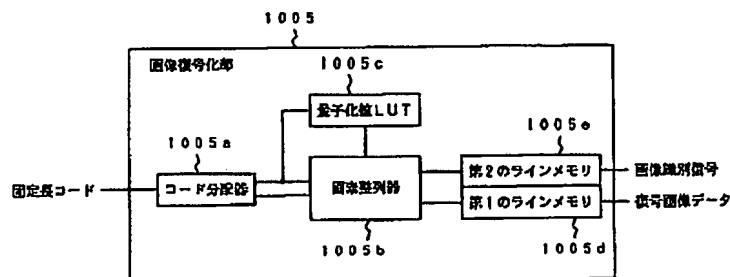 1005
画像復号化部
1005c
量子化値LUT
1005a
1005e
固定長コード
コード分配器
画素整列器
第2のラインメモリ
画像識別信号
第1のラインメモリ
復号画像データ
1005b
1005d